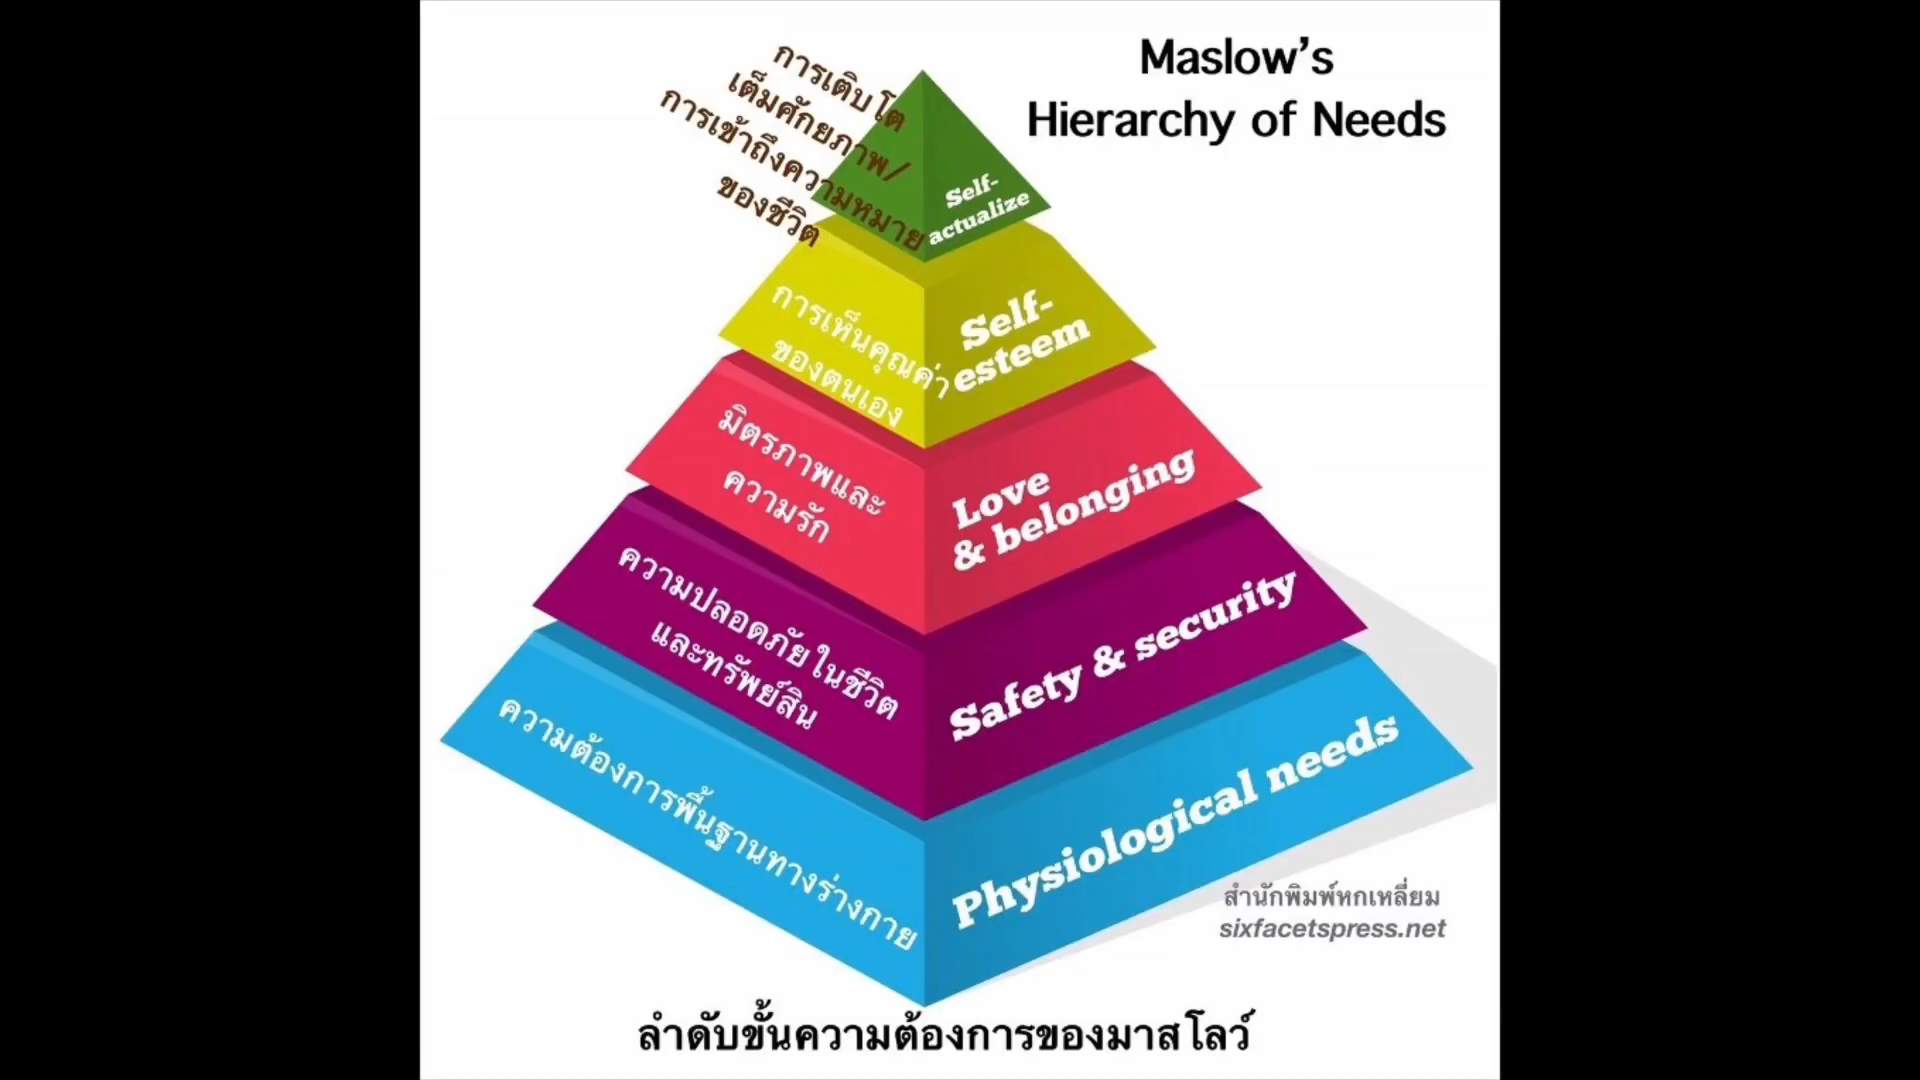 Maslow's
Hierarchy of Needs
การเติบโต
เต็มศักยภาพ/
การเข้าถึงความหมาย
ของชีวิต
Self-
actualize
การเห็นคุณค่า
ของตนเอง
Self-
esteem
มิตรภาพและ
ความรัก
Love
& belonging
ความปลอดภัยในชีวิต
และทรัพย์สิน
Safety & security
ความต้องการพื้นฐานทางร่างกาย
Physiological needs
สำนักพิมพ์หกเหลี่ยม
sixfacetspress.net
ลำดับขั้นความต้องการของมาสโลว์